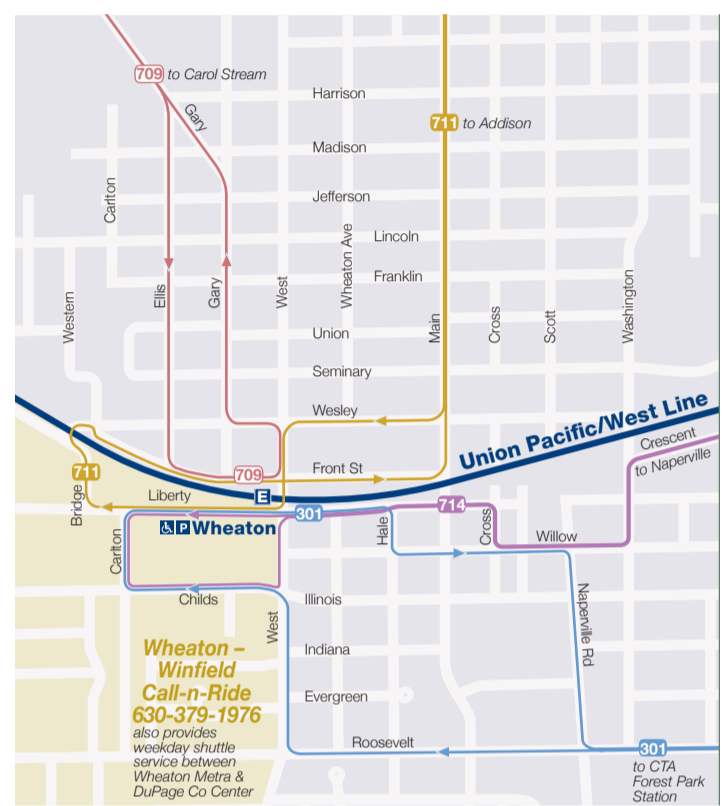 709 to Carol Stream
Gary
Harrison
711 to Addison
Madison
Carlton
Jefferson
Wheaton Ave
Lincoln
Franklin
Western
Ellis
Gary
West
Main
Cross
Scott
Washington
Union
Seminary
Wesley
Union Pacific/West Line
Crescent
to Naperville
Front St
709
711
Bridge
Liberty
E
301
714
P Wheaton
Carlton
Hale
Cross
Willow
Childs
West
Illinois
Naperville Rd
Indiana
Evergreen
Roosevelt
Wheaton –
Winfield
Call-n-Ride
630-379-1976
also provides
weekday shuttle
service between
Wheaton Metra &
DuPage Co Center
301
to CTA
Forest Park
Station